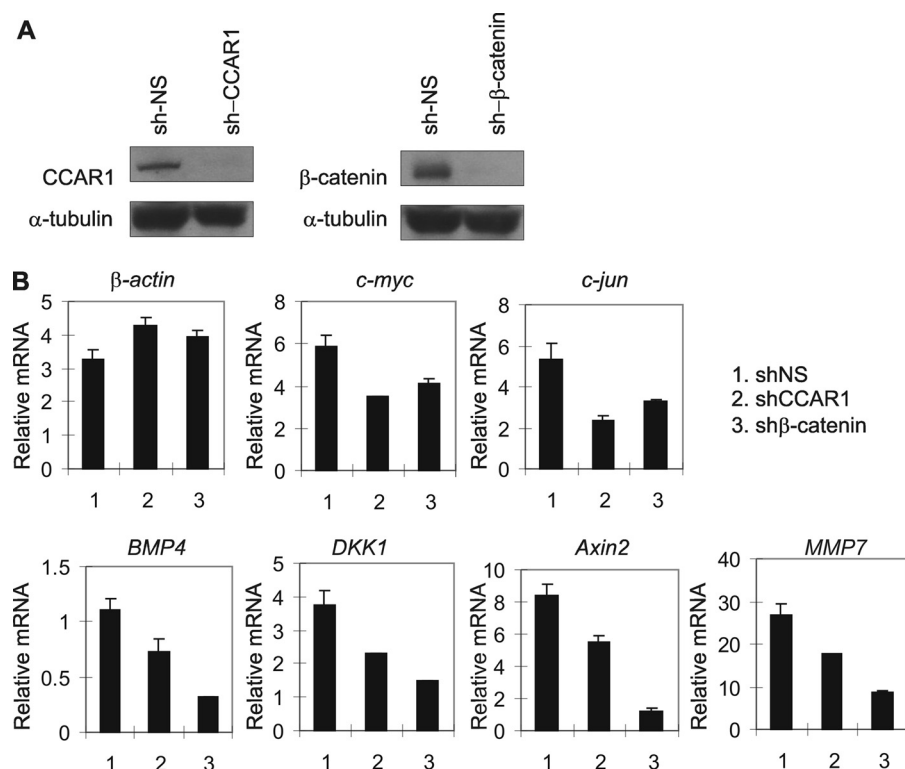 A
sh-NS
sh–CCAR1
sh-NS
sh–β-catenin
CCAR1
α-tubulin
β-catenin
α-tubulin
B
β-actin
Relative mRNA
5
4
3
2
1
0
1 2 3
c-myc
Relative mRNA
8
6
4
2
0
1 2 3
c-jun
Relative mRNA
8
6
4
2
0
1 2 3
1. shNS
2. shCCAR1
3. shβ-catenin
BMP4
Relative mRNA
1.5
1
0.5
0
1 2 3
DKK1
Relative mRNA
5
4
3
2
1
0
1 2 3
Axin2
Relative mRNA
10
8
6
4
2
0
1 2 3
MMP7
Relative mRNA
40
30
20
10
0
1 2 3